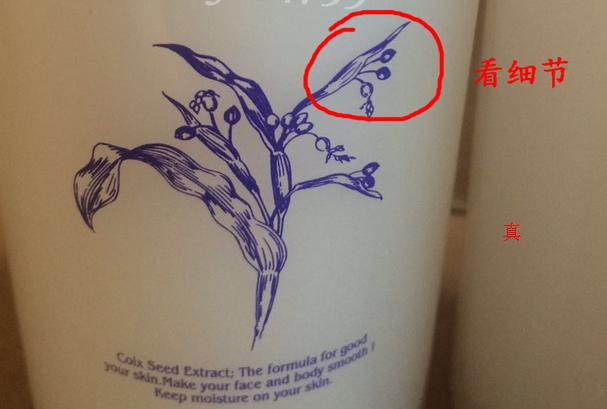 看细节
真
Coix Seed Extract; The formula for good
your skin.Make your face and body smooth !
Keep moisture on your skin.